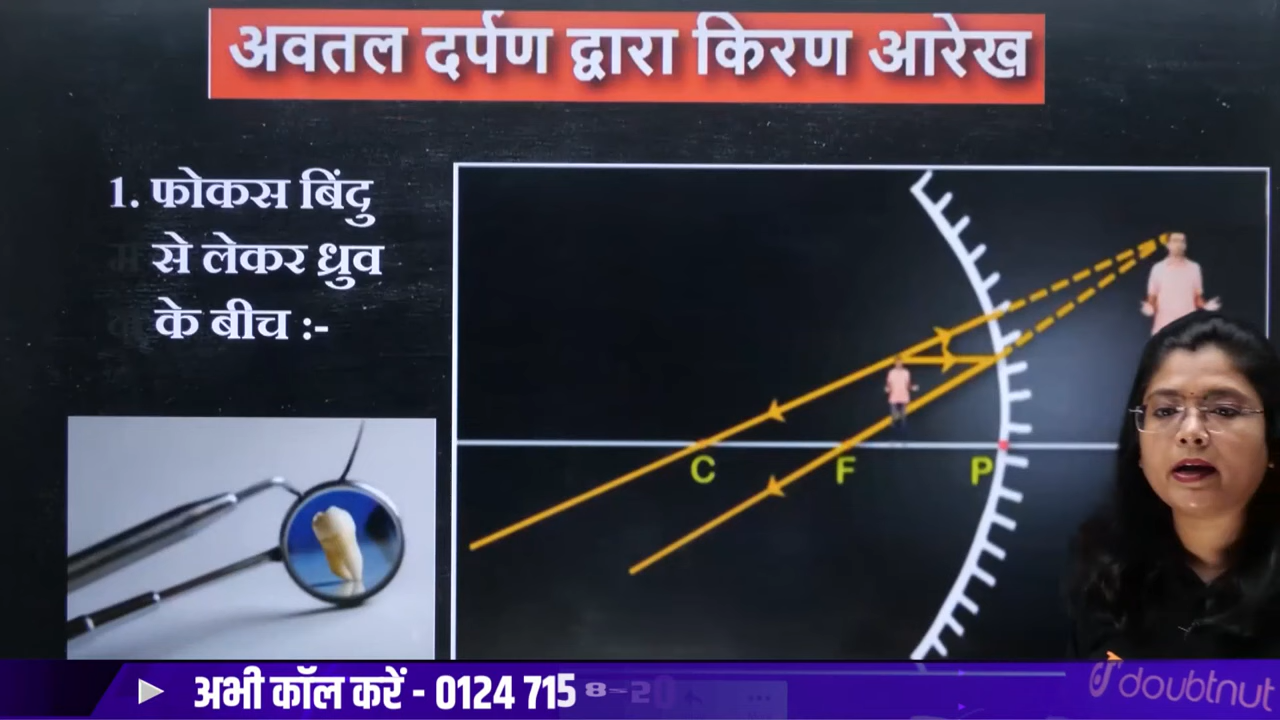 अवतल दर्पण द्वारा किरण आरेख
1. फोकस बिंदु
से लेकर ध्रुव
के बीच :-
C F P
अभी कॉल करें - 0124 715
doubtnut